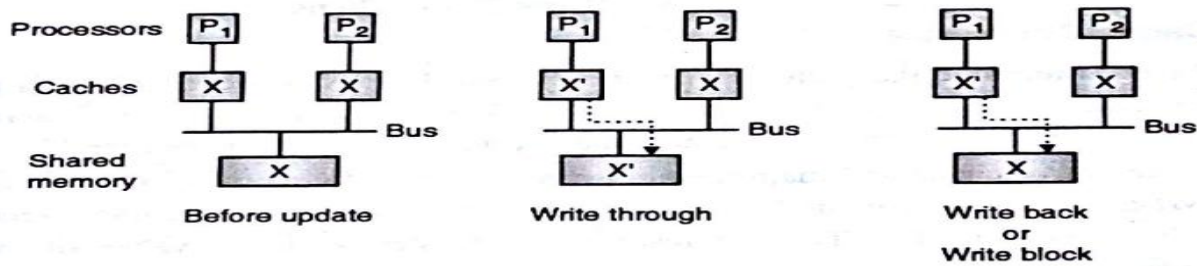 Processors P₁ P₂ P₁ P₂ P₁ P₂
Caches X X X' X X' X
Bus Bus Bus
Shared
memory X X' X
Before update Write through Write back
or
Write block